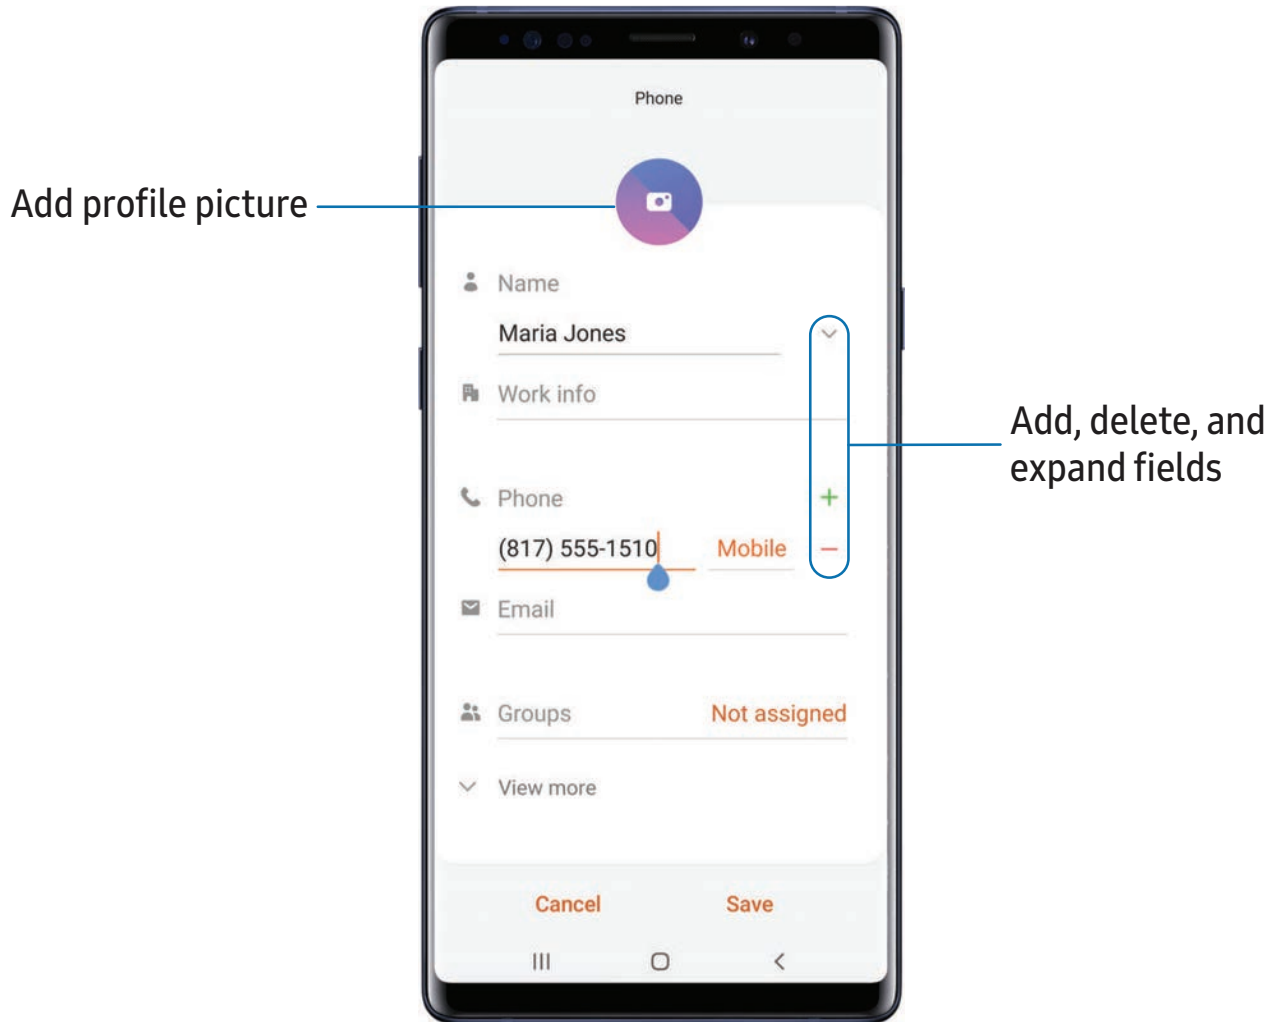 Phone
Add profile picture
Name
Maria Jones
Work info
Add, delete, and
expand fields
Phone
(817) 555-1510 Mobile
Email
Groups Not assigned
View more
Cancel Save